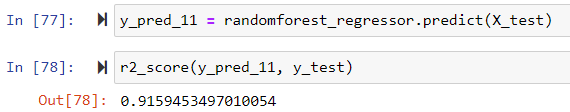 In [77]: y_pred_11 = randomforest_regressor.predict(X_test)
In [78]: r2_score(y_pred_11, y_test)
Out[78]: 0.9159453497010054